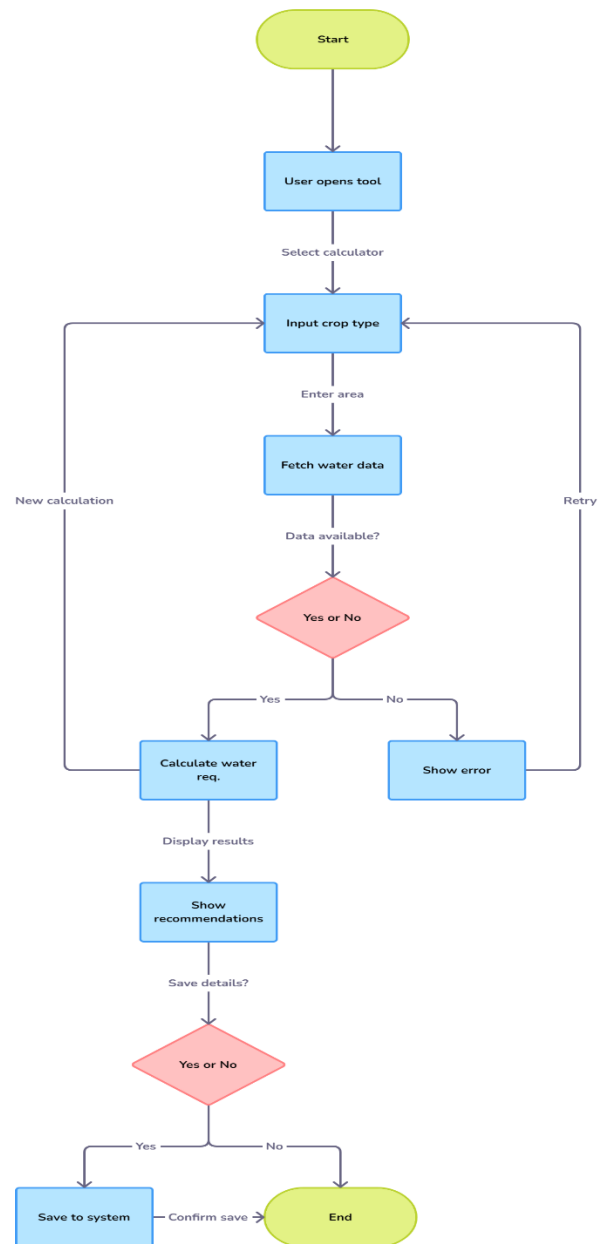 Start
User opens tool
Select calculator
Input crop type
Enter area
Fetch water data
New calculation
Retry
Data available?
Yes or No
Yes
No
Calculate water
req.
Show error
Display results
Show
recommendations
Save details?
Yes or No
Yes
No
Save to system
Confirm save
End